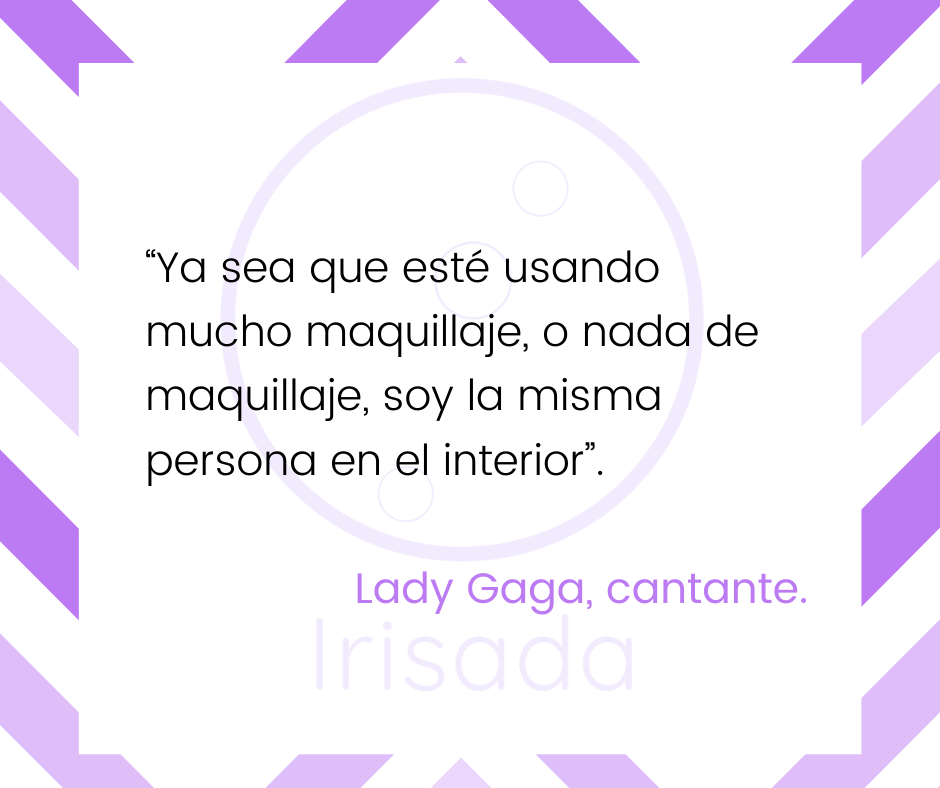 “Ya sea que esté usando
mucho maquillaje, o nada de
maquillaje, soy la misma
persona en el interior”.
Lady Gaga, cantante.
Irisada